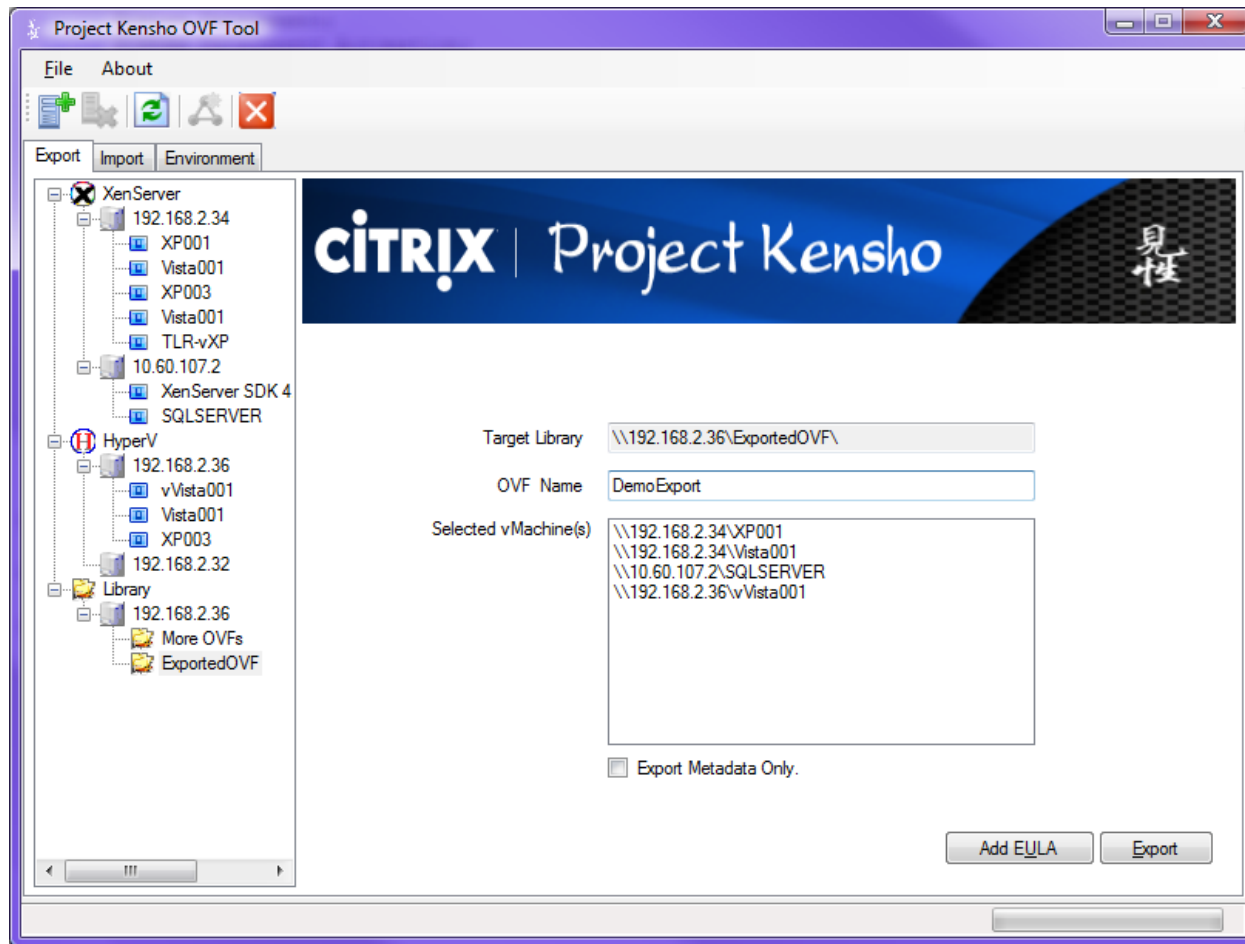 Project Kensho OVF Tool
File About
Export Import Environment
XenServer
192.168.2.34
XP001
Vista001
XP003
Vista001
TLR-vXP
10.60.107.2
XenServer SDK 4
SQLSERVER
HyperV
192.168.2.36
vVista001
Vista001
XP003
192.168.2.32
Library
192.168.2.36
More OVFs
ExportedOVF
CITRIX | Project Kensho
見性
Target Library \\192.168.2.36\ExportedOVF\
OVF Name DemoExport
Selected vMachine(s) \\192.168.2.34\XP001
\\192.168.2.34\Vista001
\\10.60.107.2\SQLSERVER
\\192.168.2.36\vVista001
Export Metadata Only.
Add EULA Export